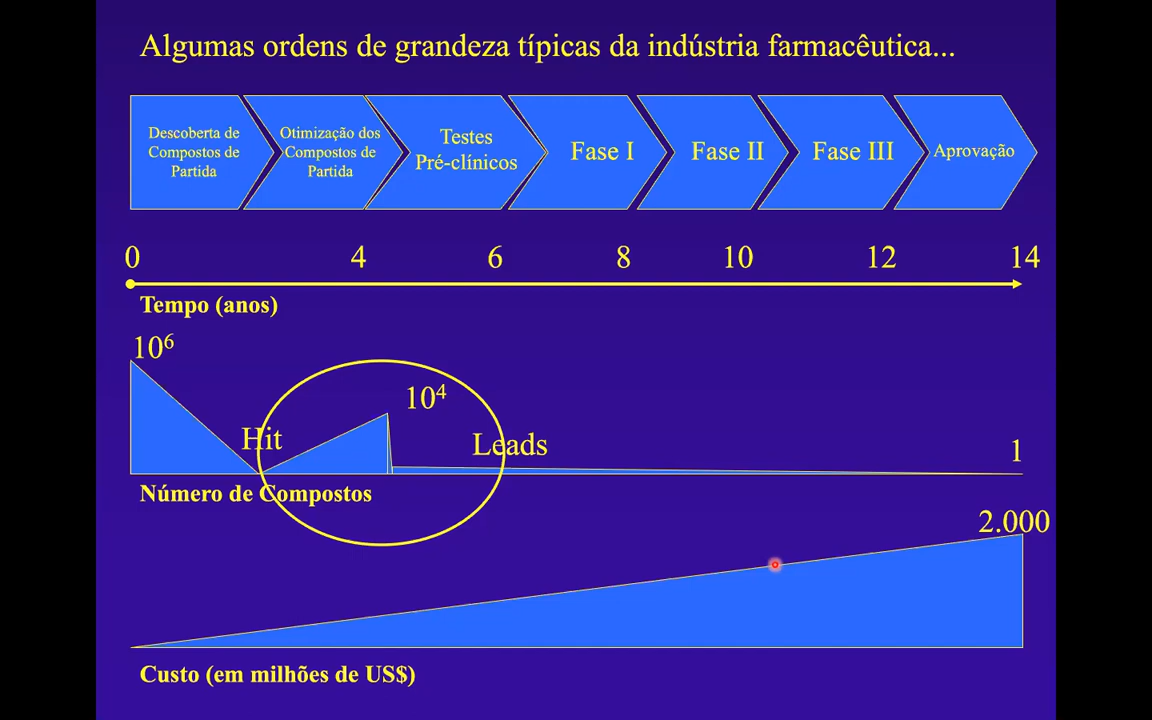 Algumas ordens de grandeza típicas da indústria farmacêutica...
Descoberta de
Compostos de
Partida
Otimização dos
Compostos de
Partida
Testes
Pré-clínicos
Fase I
Fase II
Fase III
Aprovação
0 4 6 8 10 12 14
Tempo (anos)
10⁶
10⁴
Hit
Leads
1
Número de Compostos
2.000
Custo (em milhões de US$)